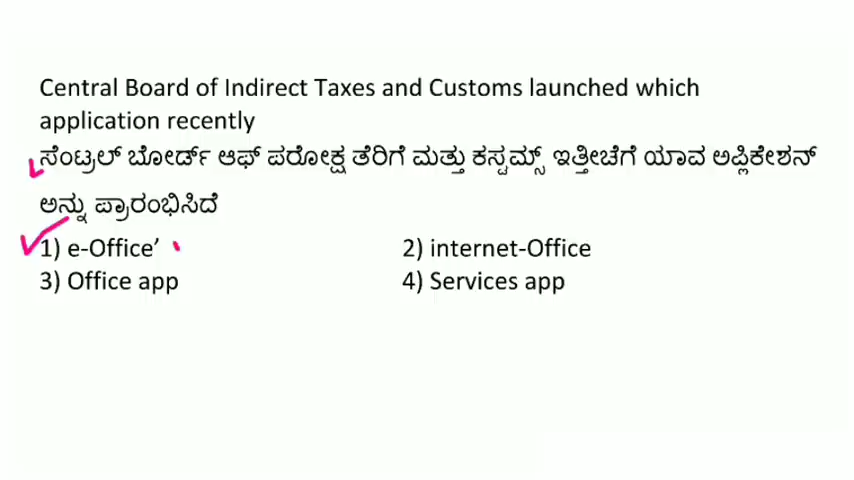 Central Board of Indirect Taxes and Customs launched which
application recently
ಸೆಂಟ್ರಲ್ ಬೋರ್ಡ್ ಆಫ್ ಪರೋಕ್ಷ ತೆರಿಗೆ ಮತ್ತು ಕಸ್ಟಮ್ಸ್ ಇತ್ತೀಚೆಗೆ ಯಾವ ಅಪ್ಲಿಕೇಶನ್
ಅನ್ನು ಪ್ರಾರಂಭಿಸಿದೆ
1) e-Office’ 2) internet-Office
3) Office app 4) Services app